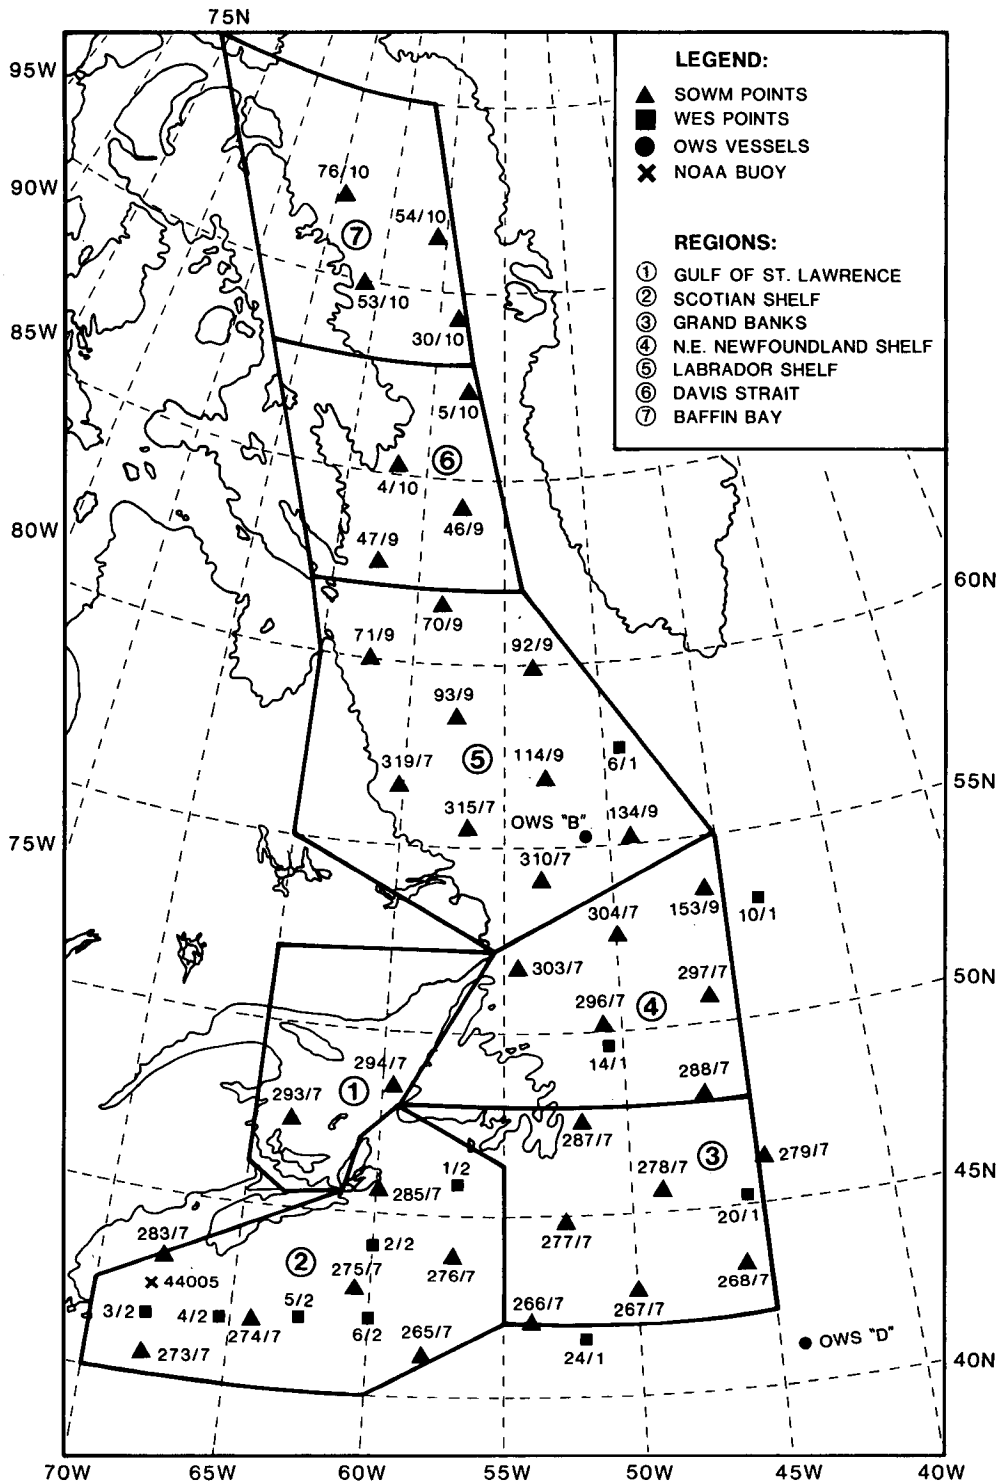 75N
95W
90W
85W
80W
75W
LEGEND:
▲ SOWM POINTS
■ WES POINTS
● OWS VESSELS
✕ NOAA BUOY
REGIONS:
① GULF OF ST. LAWRENCE
② SCOTIAN SHELF
③ GRAND BANKS
④ N.E. NEWFOUNDLAND SHELF
⑤ LABRADOR SHELF
⑥ DAVIS STRAIT
⑦ BAFFIN BAY
76/10
54/10
⑦
53/10
30/10
5/10
⑥
4/10
46/9
47/9
60N
70/9
71/9
92/9
93/9
⑤
114/9
6/1
319/7
55N
315/7
OWS "B"
134/9
310/7
153/9
10/1
304/7
303/7
297/7
50N
296/7
④
14/1
294/7
288/7
293/7
①
287/7
③
279/7
278/7
45N
1/2
285/7
20/1
277/7
283/7
②
2/2
276/7
275/7
268/7
44005
3/2
4/2
274/7
5/2
6/2
267/7
266/7
265/7
24/1
OWS "D"
273/7
40N
70W
65W
60W
55W
50W
45W
40W